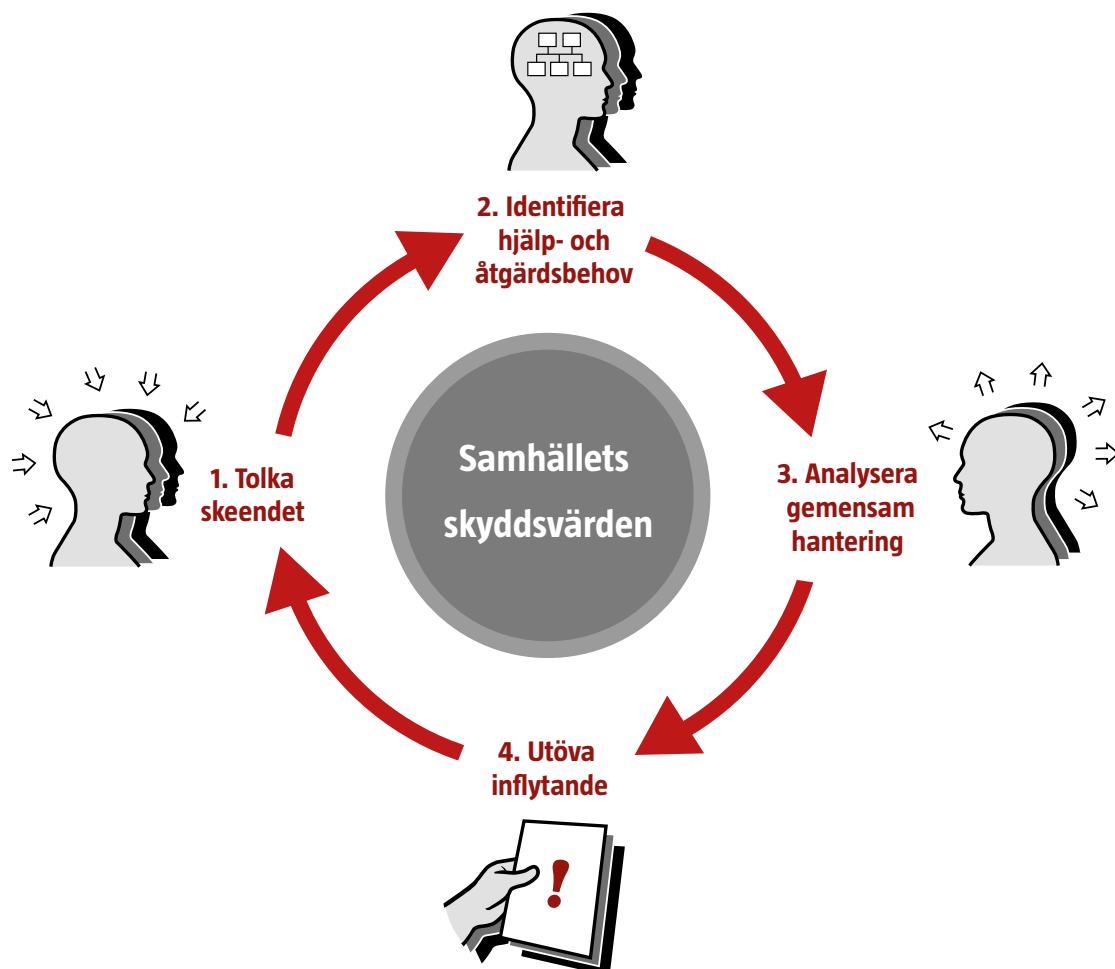 2. Identifiera
hjälp- och
åtgärdsbehov
Samhällets
skyddsvärden
1. Tolka
skeendet
3. Analysera
gemensam
hantering
4. Utöva
inflytande
!